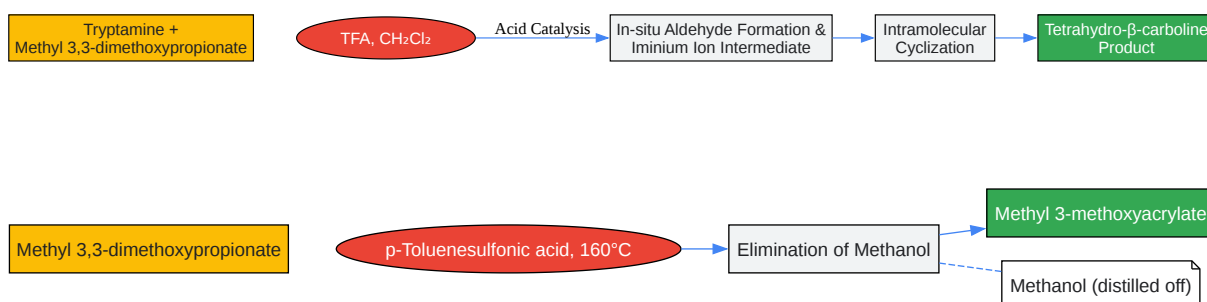 Tryptamine +
Methyl 3,3-dimethoxypropionate
TFA, CH₂Cl₂
Acid Catalysis
In-situ Aldehyde Formation &
Iminium Ion Intermediate
Intramolecular
Cyclization
Tetrahydro-β-carboline
Product
Methyl 3,3-dimethoxypropionate
p-Toluenesulfonic acid, 160°C
Elimination of Methanol
Methyl 3-methoxyacrylate
Methanol (distilled off)